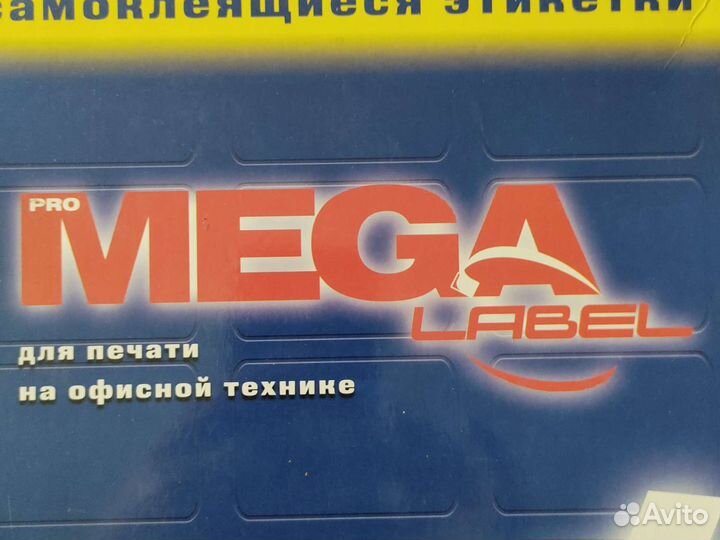 самоклеящиеся этикетки
PRO
MEGA
LABEL
для печати
на офисной технике
Avito